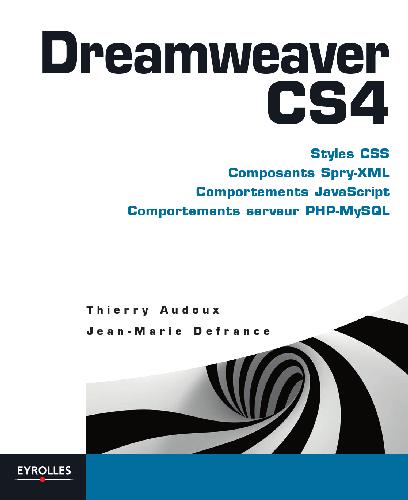 Dreamweaver
CS4
Styles CSS
Composants Spry-XML
Comportements JavaScript
Comportements serveur PHP-MySQL
Thierry Audoux
Jean-Marie Defrance
EYROLLES